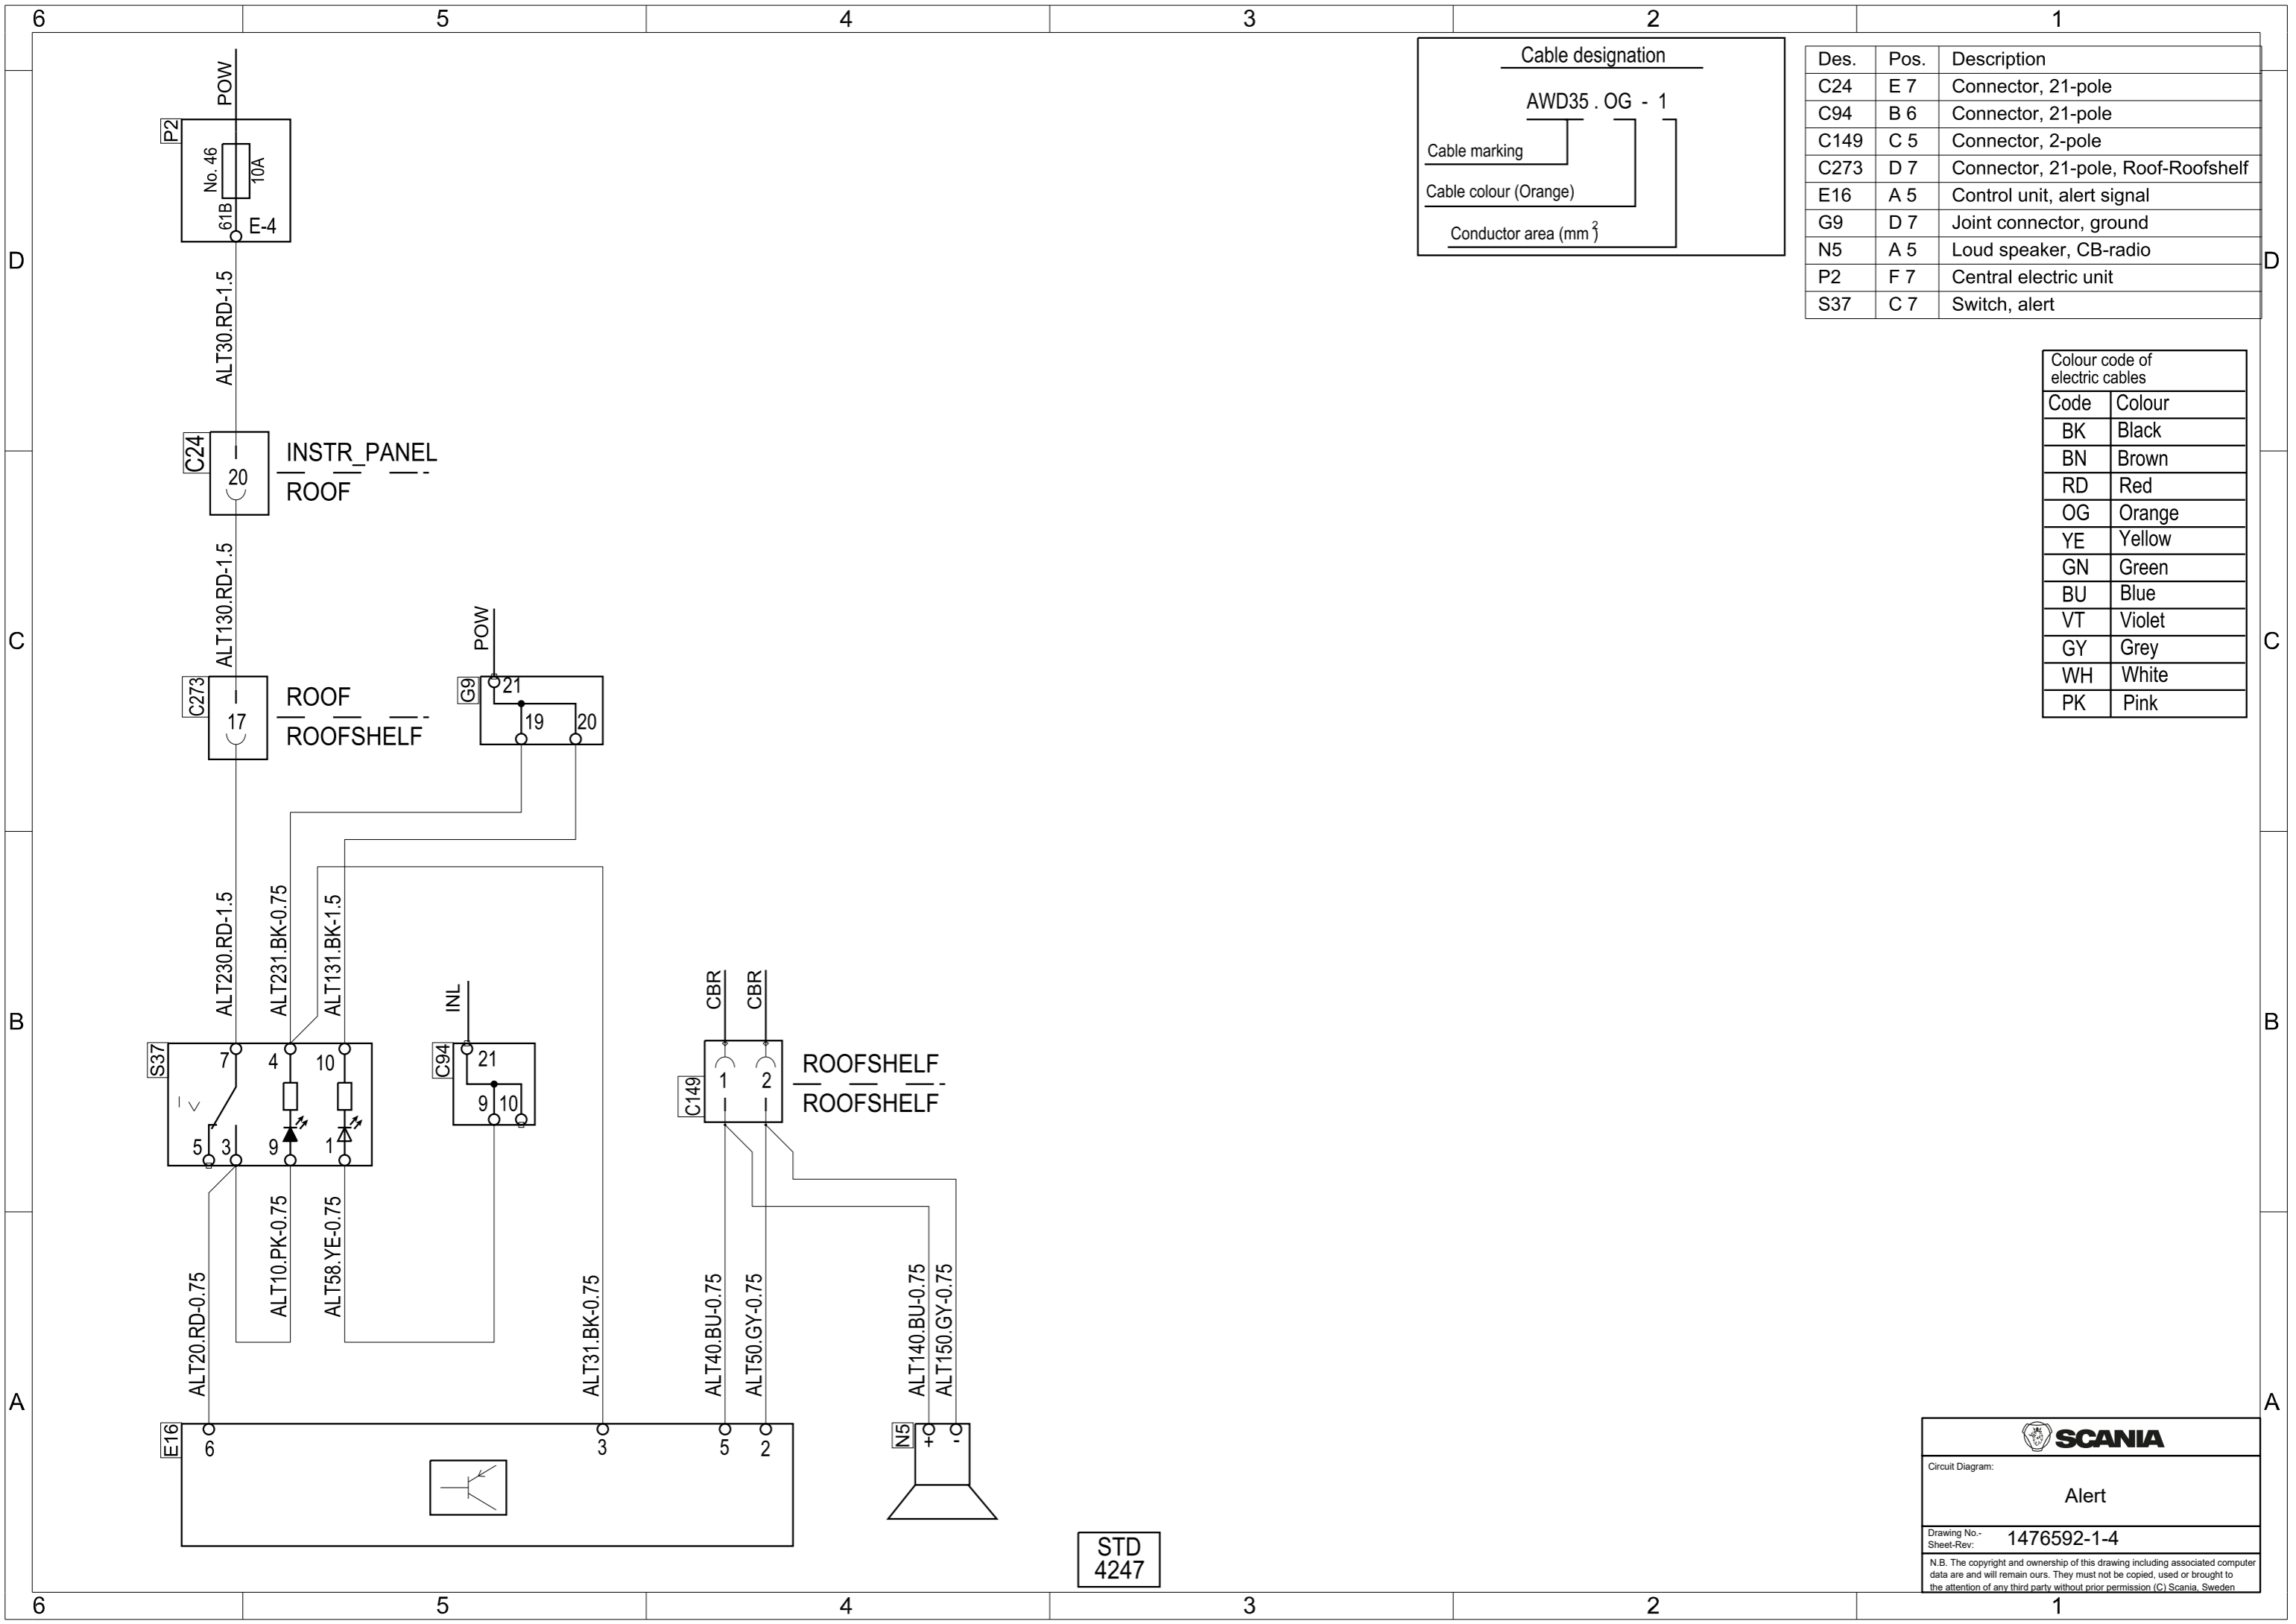 6 5 4 3 2 1
D
C
B
A
D
C
B
A
POW
P2
No. 46
10A
61B
E-4
ALT30.RD-1.5
C24
20
INSTR_PANEL
ROOF
ALT130.RD-1.5
C273
17
ROOF
ROOFSHELF
POW
G9
21
19 20
ALT230.RD-1.5
ALT231.BK-0.75
ALT131.BK-1.5
S37
7 4 10
5 3 9 1
INL
C94
21
9 10
CBR
CBR
C149
1 2
ROOFSHELF
ROOFSHELF
ALT20.RD-0.75
ALT10.PK-0.75
ALT58.YE-0.75
ALT31.BK-0.75
ALT40.BU-0.75
ALT50.GY-0.75
ALT140.BU-0.75
ALT150.GY-0.75
E16
6 3 5 2
N5
+ -
STD
4247
Cable designation
AWD35 . OG - 1
Cable marking
Cable colour (Orange)
Conductor area (mm²)
Des. Pos. Description
C24 E 7 Connector, 21-pole
C94 B 6 Connector, 21-pole
C149 C 5 Connector, 2-pole
C273 D 7 Connector, 21-pole, Roof-Roofshelf
E16 A 5 Control unit, alert signal
G9 D 7 Joint connector, ground
N5 A 5 Loud speaker, CB-radio
P2 F 7 Central electric unit
S37 C 7 Switch, alert
Colour code of
electric cables
Code Colour
BK Black
BN Brown
RD Red
OG Orange
YE Yellow
GN Green
BU Blue
VT Violet
GY Grey
WH White
PK Pink
SCANIA
Circuit Diagram:
Alert
Drawing No.-
Sheet-Rev: 1476592-1-4
N.B. The copyright and ownership of this drawing including associated computer
data are and will remain ours. They must not be copied, used or brought to
the attention of any third party without prior permission (C) Scania, Sweden
6 5 4 3 2 1